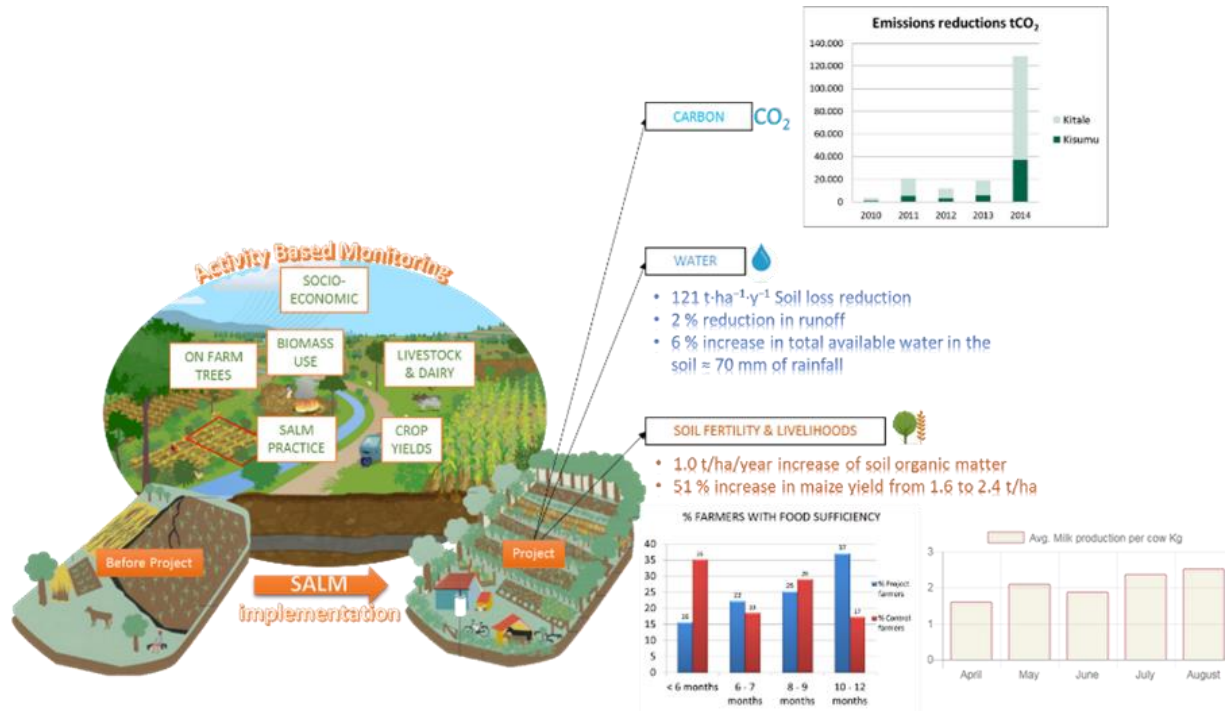 Emissions reductions tCO₂
140.000
120.000
100.000
80.000
60.000
40.000
20.000
0
2010 2011 2012 2013 2014
Kitale
Kisumu
CARBON CO₂
WATER
• 121 t·ha⁻¹·y⁻¹ Soil loss reduction
• 2 % reduction in runoff
• 6 % increase in total available water in the
soil ≈ 70 mm of rainfall
SOIL FERTILITY & LIVELIHOODS
• 1.0 t/ha/year increase of soil organic matter
• 51 % increase in maize yield from 1.6 to 2.4 t/ha
Activity Based Monitoring
SOCIO-
ECONOMIC
ON FARM
TREES
BIOMASS
USE
LIVESTOCK
& DAIRY
SALM
PRACTICE
CROP
YIELDS
Before Project
SALM
implementation
Project
% FARMERS WITH FOOD SUFFICIENCY
40
35
30
25
20
15
10
5
0
22
25
29
37
17
< 6 months
6 - 7
months
8 - 9
months
10 - 12
months
% Project
farmers
% Control
farmers
Avg. Milk production per cow Kg
3
2
1
0
April May June July August